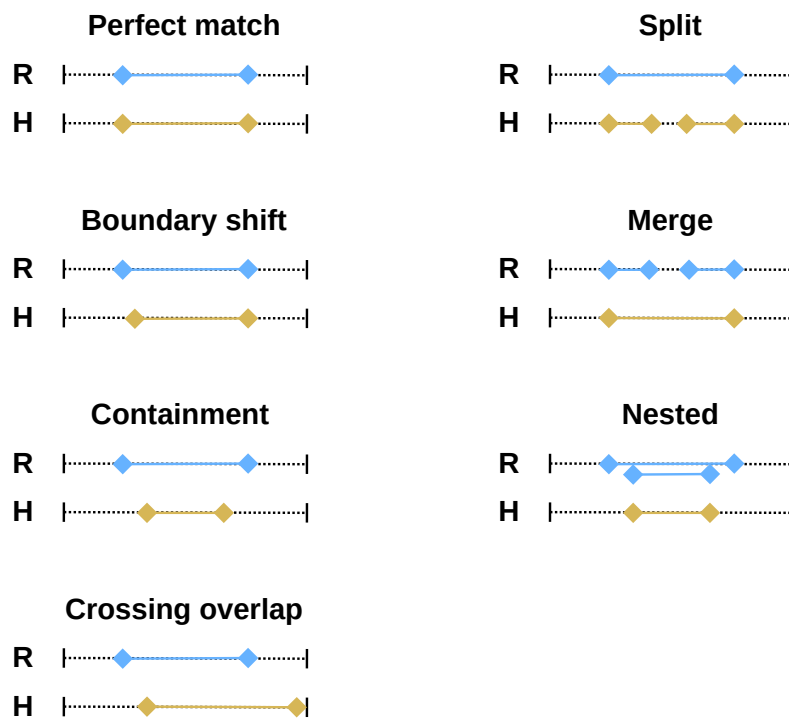 Perfect match
R
H
Split
R
H
Boundary shift
R
H
Merge
R
H
Containment
R
H
Nested
R
H
Crossing overlap
R
H